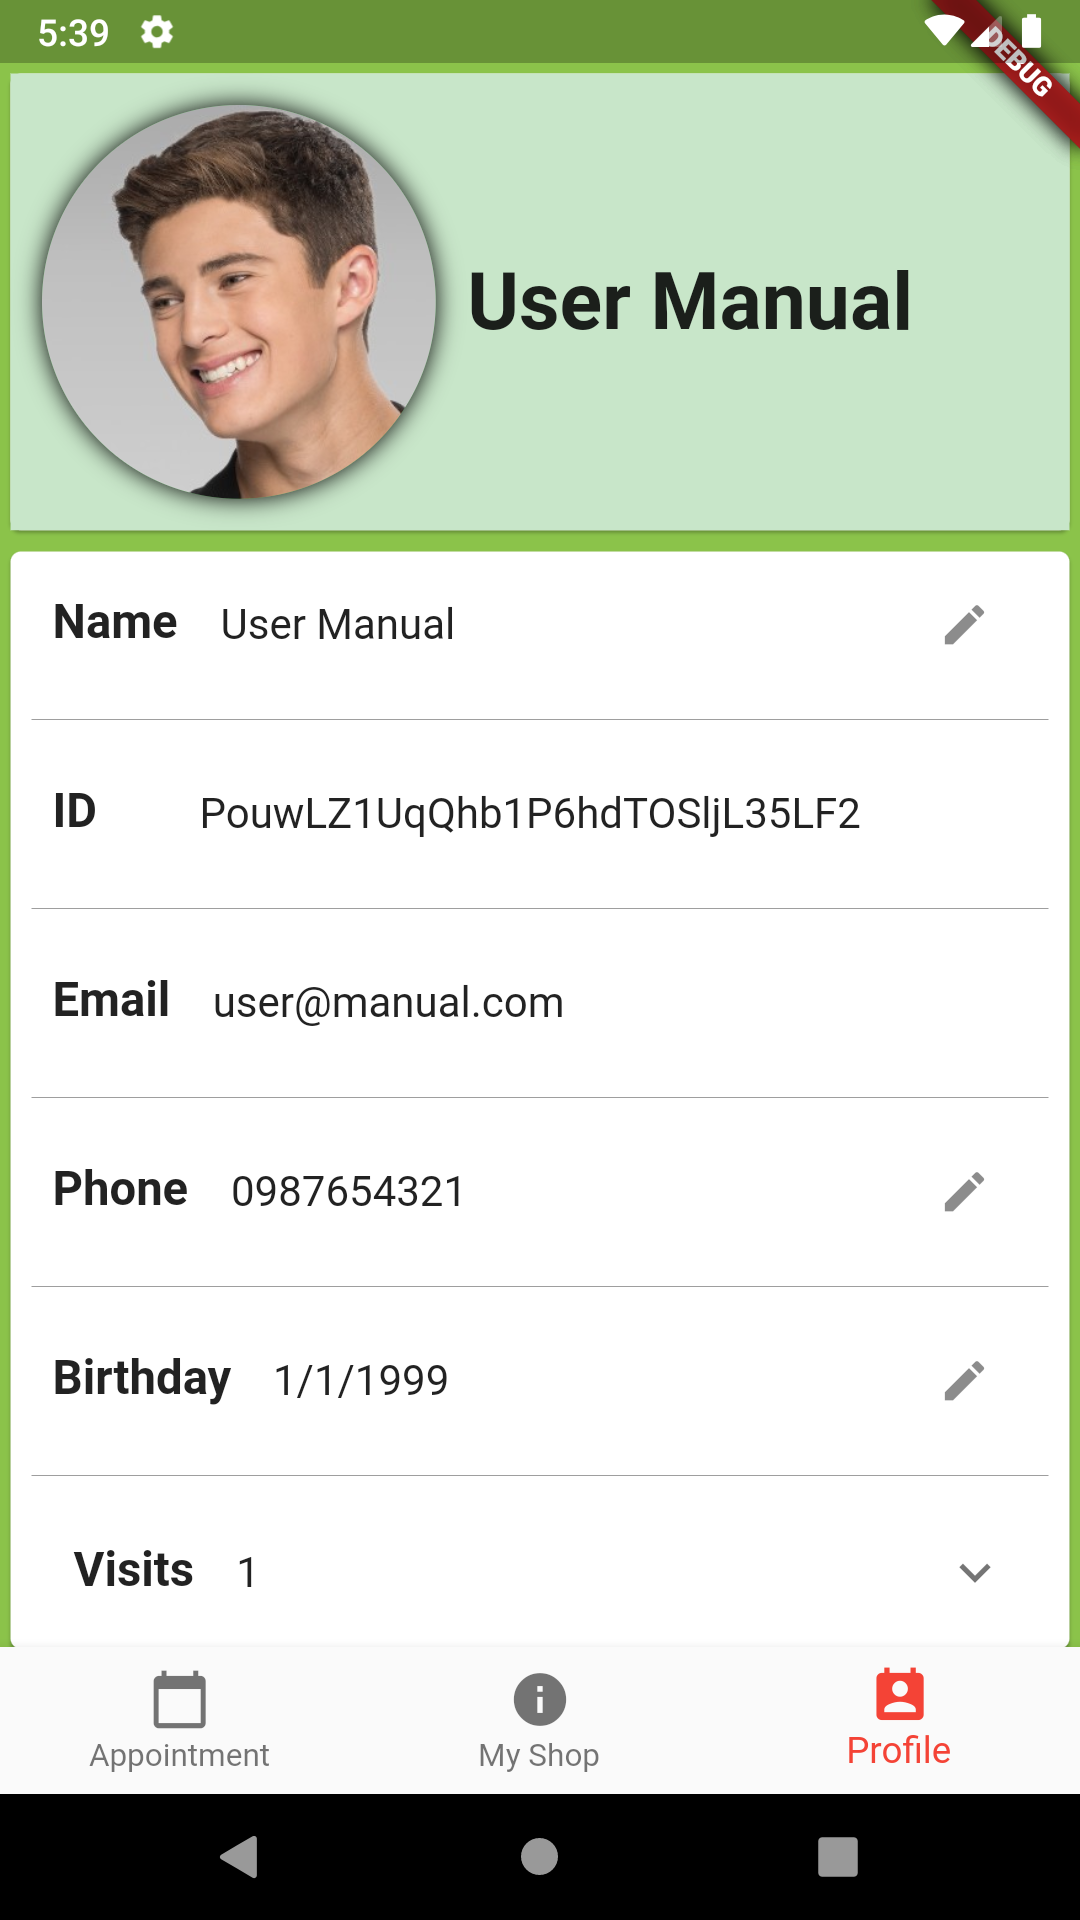 5:39
DEBUG
User Manual
Name User Manual
ID PouwLZ1UqQhb1P6hdTOSljL35LF2
Email user@manual.com
Phone 0987654321
Birthday 1/1/1999
Visits 1
Appointment My Shop Profile